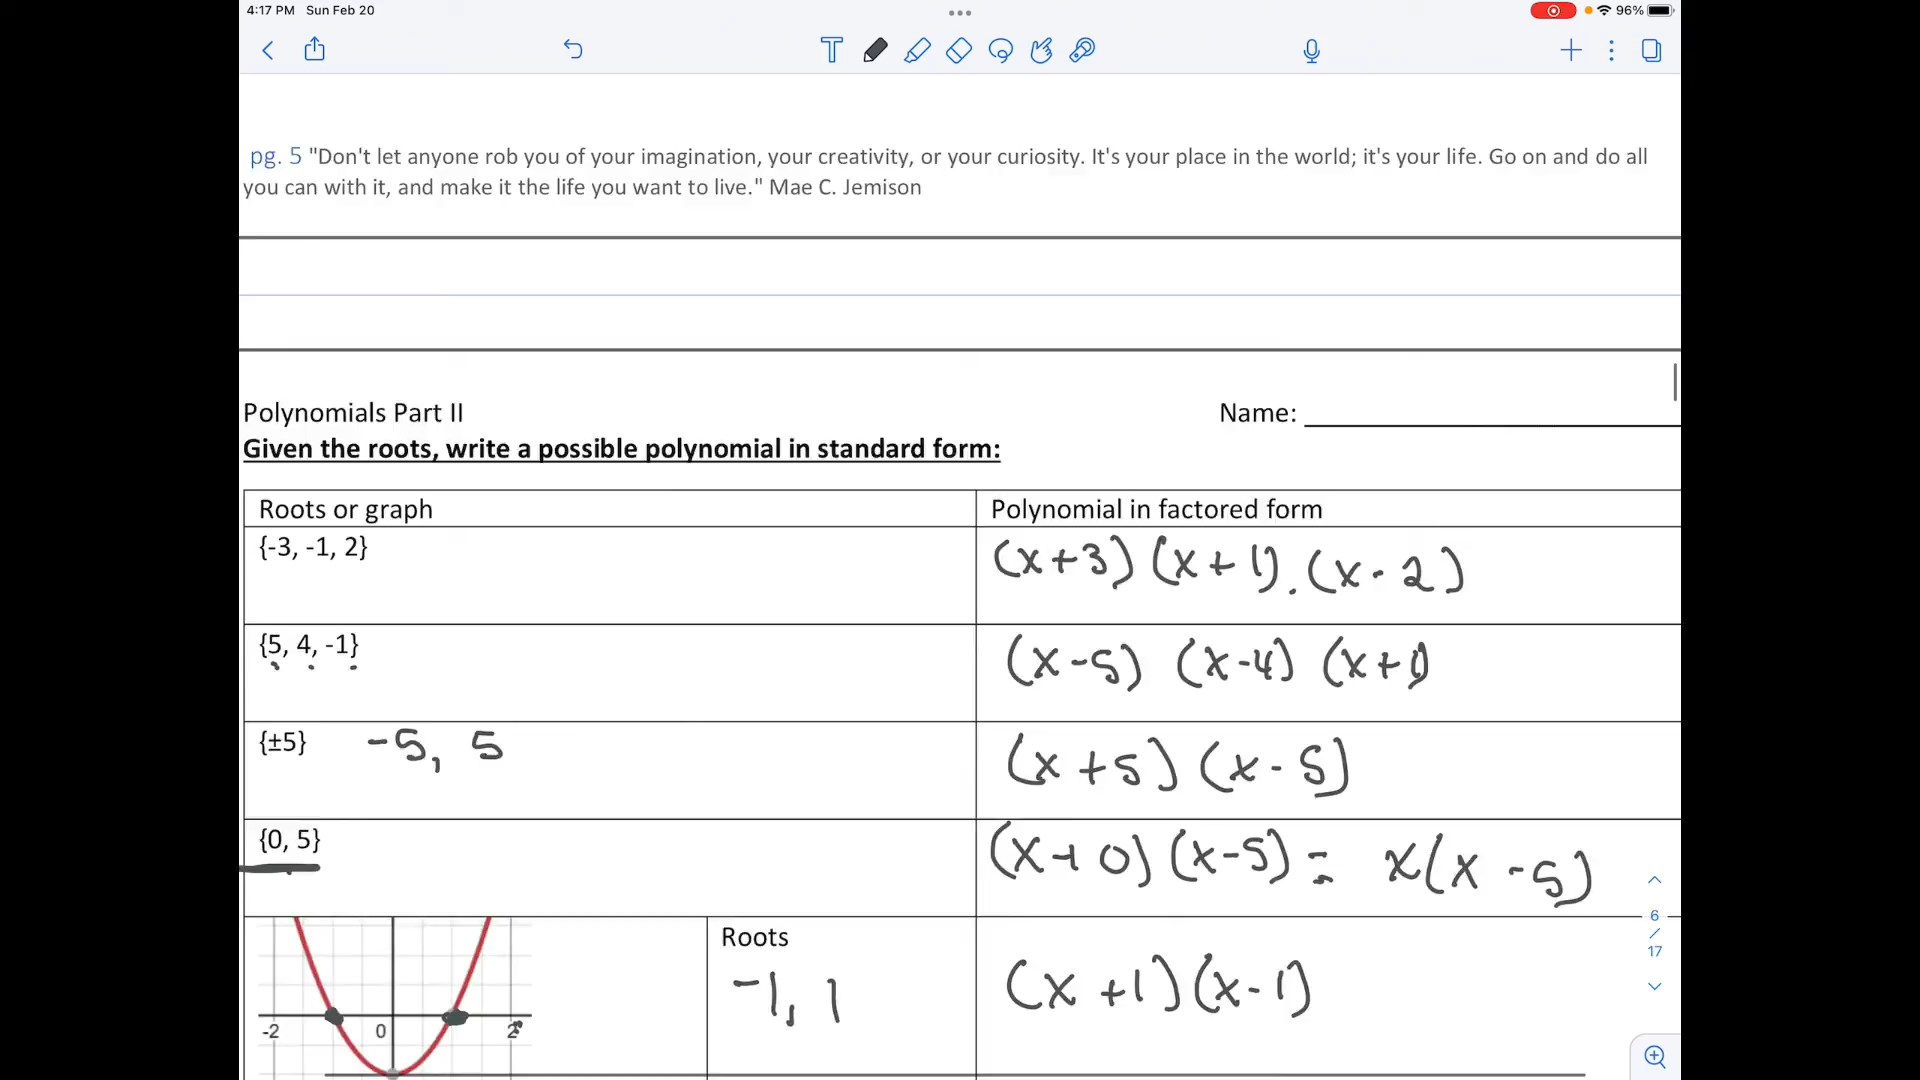 4:17 PM Sun Feb 20
96%
pg. 5 "Don't let anyone rob you of your imagination, your creativity, or your curiosity. It's your place in the world; it's your life. Go on and do all
you can with it, and make it the life you want to live." Mae C. Jemison
Polynomials Part II Name:
Given the roots, write a possible polynomial in standard form:
Roots or graph Polynomial in factored form
{-3, -1, 2} (x+3) (x+1).(x-2)
{5, 4, -1} (x-5) (x-4) (x+1)
{±5} -5, 5 (x+5)(x-5)
{0, 5} (x+0)(x-5) = x(x-5)
6
/
17
Roots
-1, 1 (x+1)(x-1)
-2 0 2